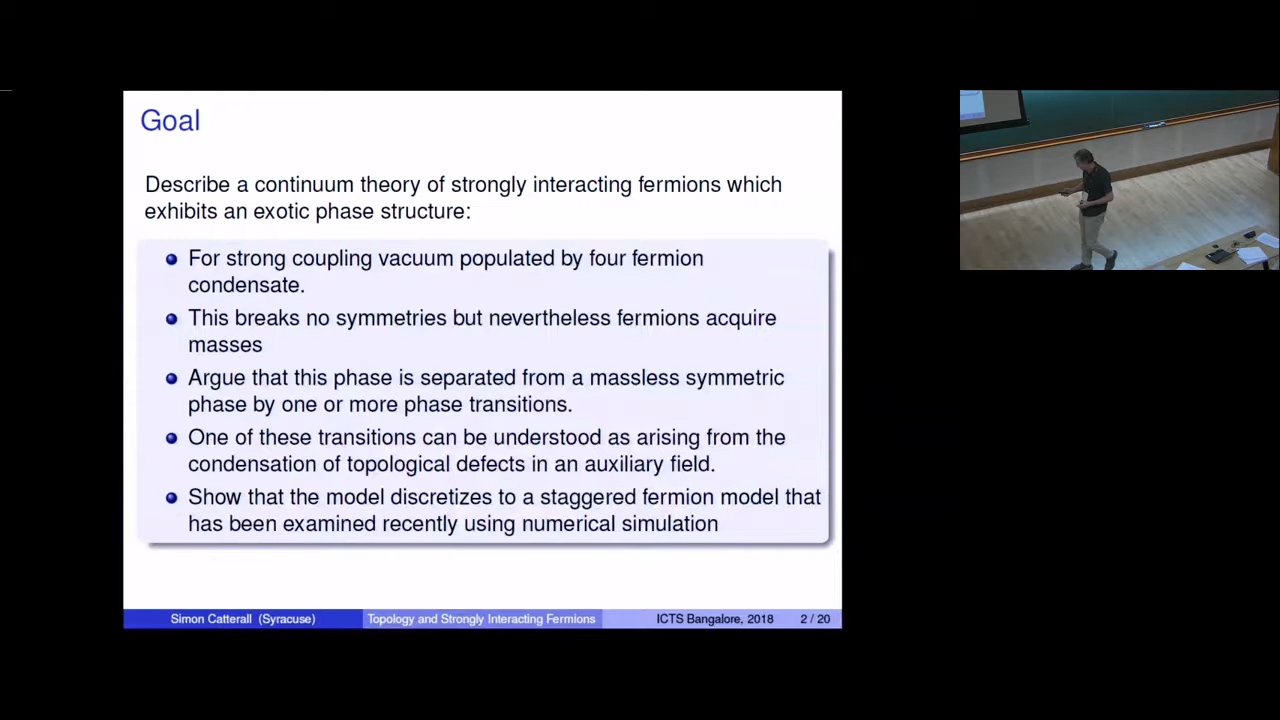 Goal
Describe a continuum theory of strongly interacting fermions which
exhibits an exotic phase structure:
For strong coupling vacuum populated by four fermion
condensate.
This breaks no symmetries but nevertheless fermions acquire
masses
Argue that this phase is separated from a massless symmetric
phase by one or more phase transitions.
One of these transitions can be understood as arising from the
condensation of topological defects in an auxiliary field.
Show that the model discretizes to a staggered fermion model that
has been examined recently using numerical simulation
Simon Catterall (Syracuse) Topology and Strongly Interacting Fermions ICTS Bangalore, 2018 2 / 20